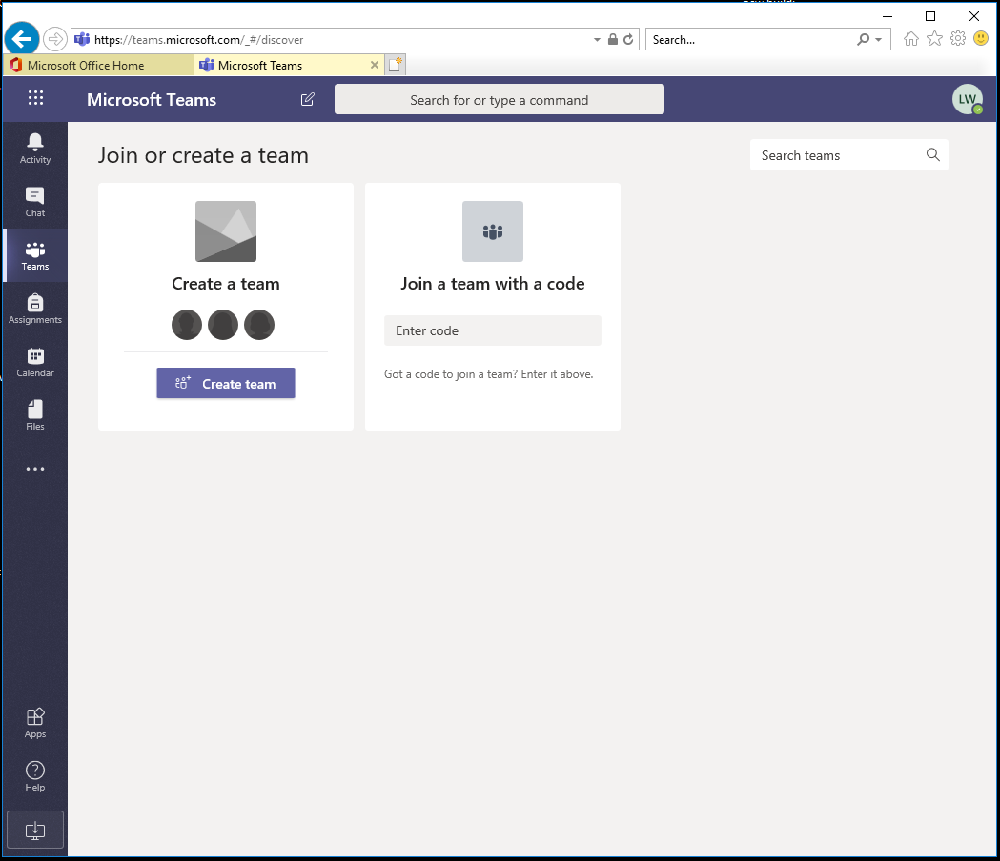 https://teams.microsoft.com/_#/discover
Search...
Microsoft Office Home
Microsoft Teams
Microsoft Teams
Search for or type a command
LW
Activity
Chat
Teams
Assignments
Calendar
Files
Apps
Help
Join or create a team
Search teams
Create a team
Create team
Join a team with a code
Enter code
Got a code to join a team? Enter it above.